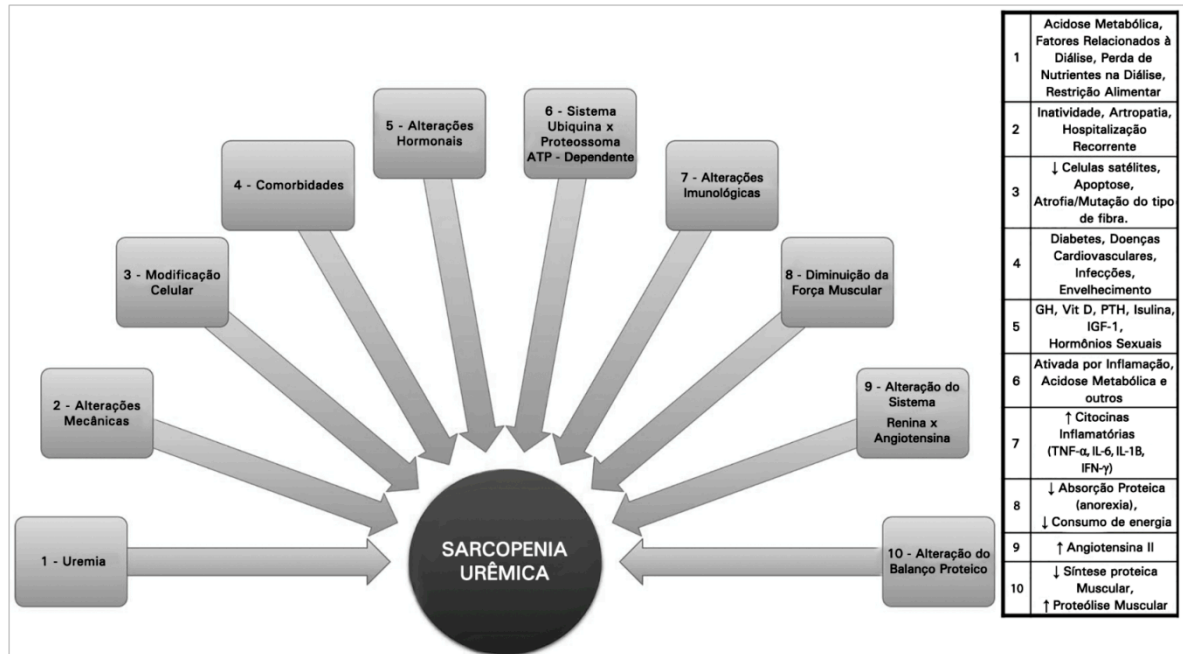 1 - Uremia
2 - Alterações
Mecânicas
3 - Modificação
Celular
4 - Comorbidades
5 - Alterações
Hormonais
6 - Sistema
Ubiquina x
Proteossoma
ATP - Dependente
7 - Alterações
Imunológicas
8 - Diminuição da
Força Muscular
9 - Alteração do
Sistema
Renina x
Angiotensina
10 - Alteração do
Balanço Proteico
SARCOPENIA
URÊMICA
1
Acidose Metabólica,
Fatores Relacionados à
Diálise, Perda de
Nutrientes na Diálise,
Restrição Alimentar
2
Inatividade, Artropatia,
Hospitalização
Recorrente
3
↓ Celulas satélites,
Apoptose,
Atrofia/Mutação do tipo
de fibra.
4
Diabetes, Doenças
Cardiovasculares,
Infecções,
Envelhecimento
5
GH, Vit D, PTH, Isulina,
IGF-1,
Hormônios Sexuais
6
Ativada por Inflamação,
Acidose Metabólica e
outros
7
↑ Citocinas
Inflamatórias
(TNF-α, IL-6, IL-1B,
IFN-γ)
8
↓ Absorção Proteica
(anorexia),
↓ Consumo de energia
9
↑ Angiotensina II
10
↓ Síntese proteica
Muscular,
↑ Proteólise Muscular